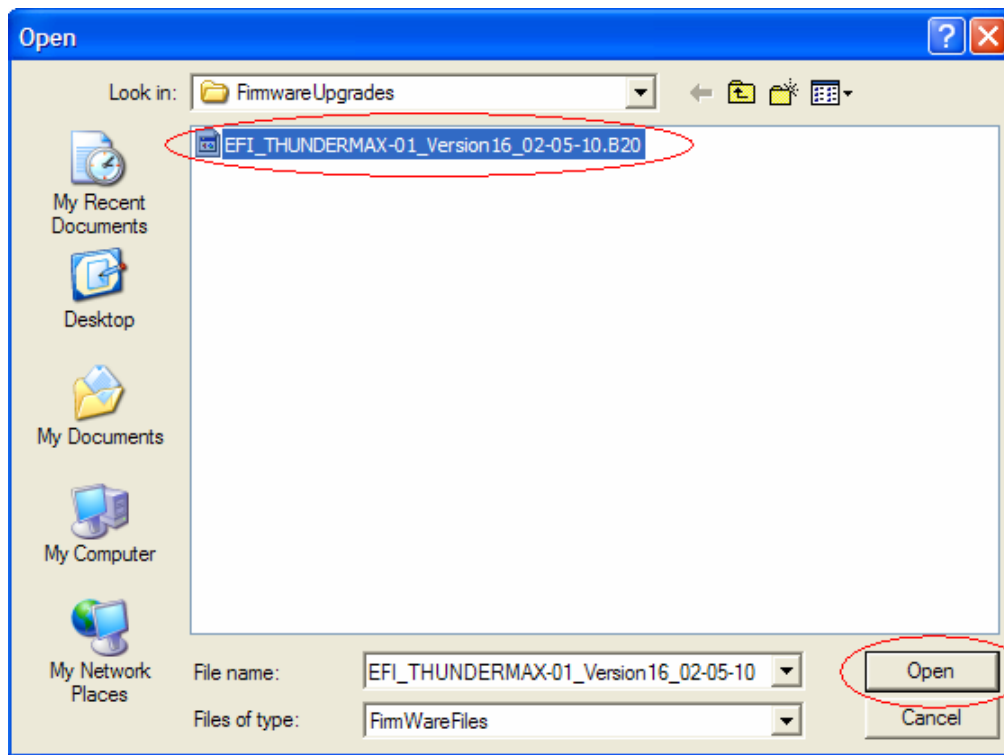 Open
Look in: FirmwareUpgrades
EFI_THUNDERMAX-01_Version16_02-05-10.B20
My Recent
Documents
Desktop
My Documents
My Computer
My Network
Places
File name: EFI_THUNDERMAX-01_Version16_02-05-10 Open
Files of type: FirmWareFiles Cancel